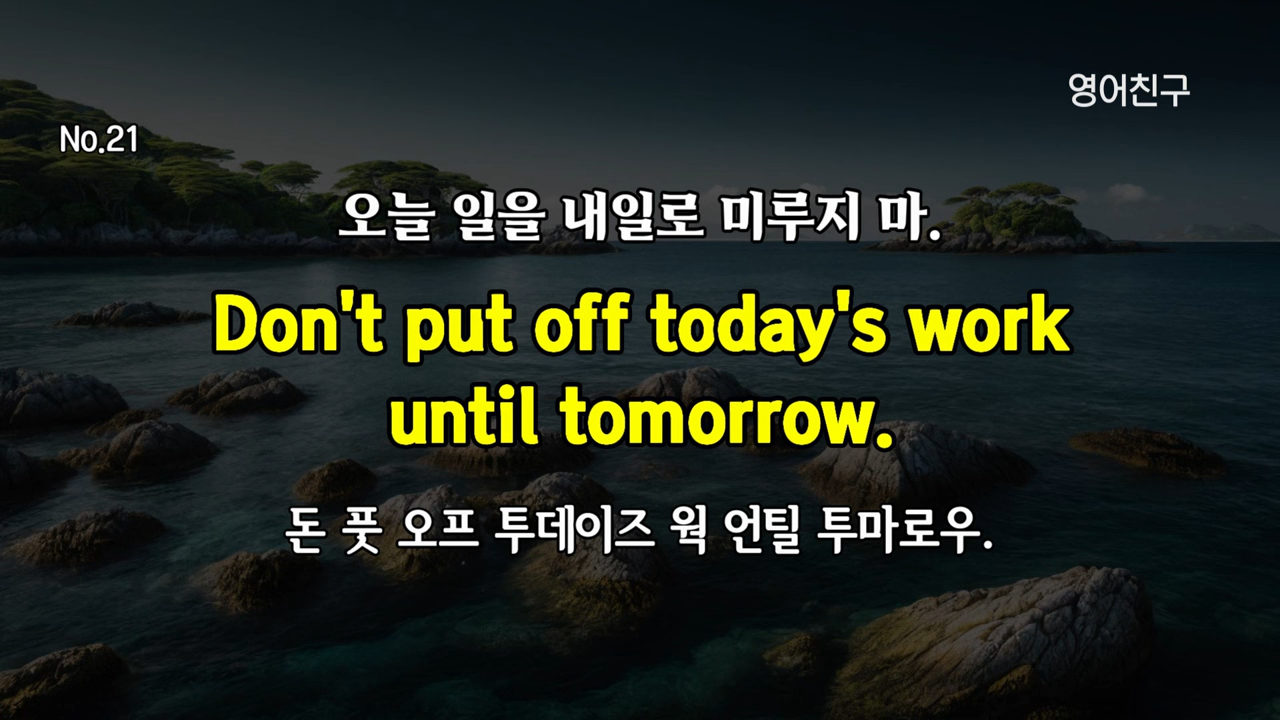 영어친구
No.21
오늘 일을 내일로 미루지 마.
Don't put off today's work
until tomorrow.
돈 풋 오프 투데이즈 웍 언틸 투마로우.